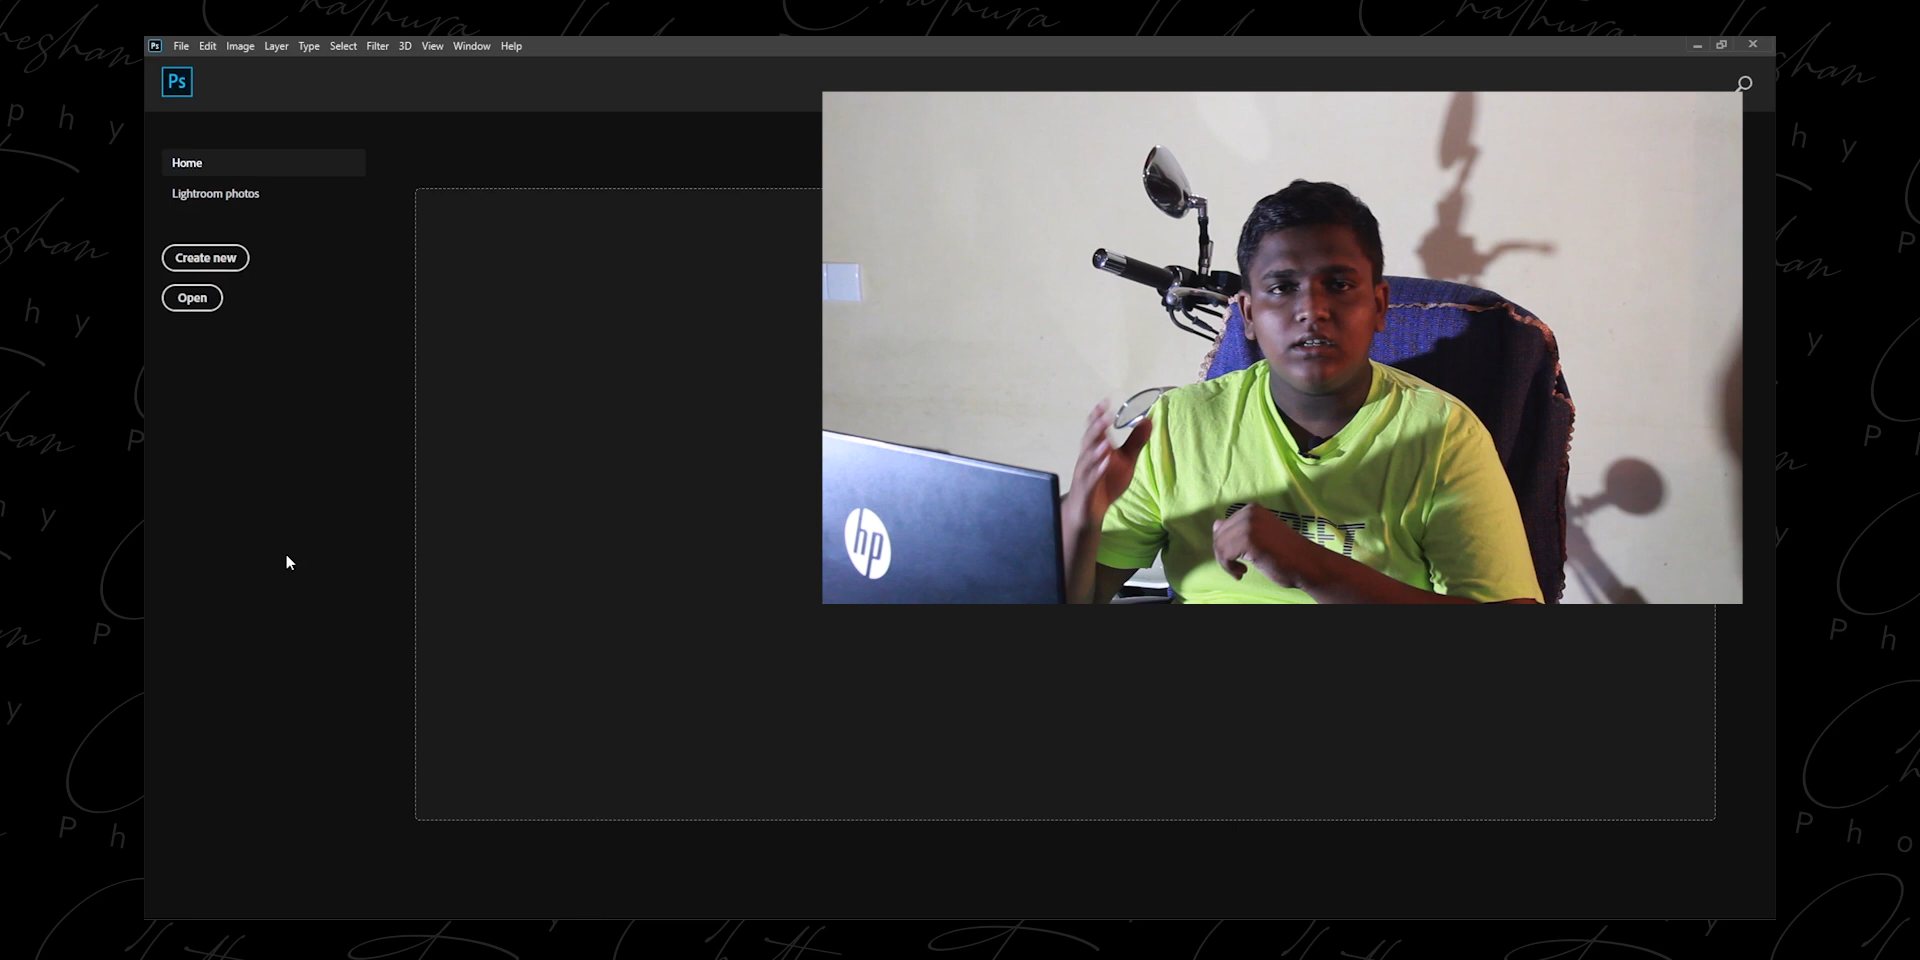 Ps File Edit Image Layer Type Select Filter 3D View Window Help
Ps
Home
Lightroom photos
Create new
Open
hp
Chathura